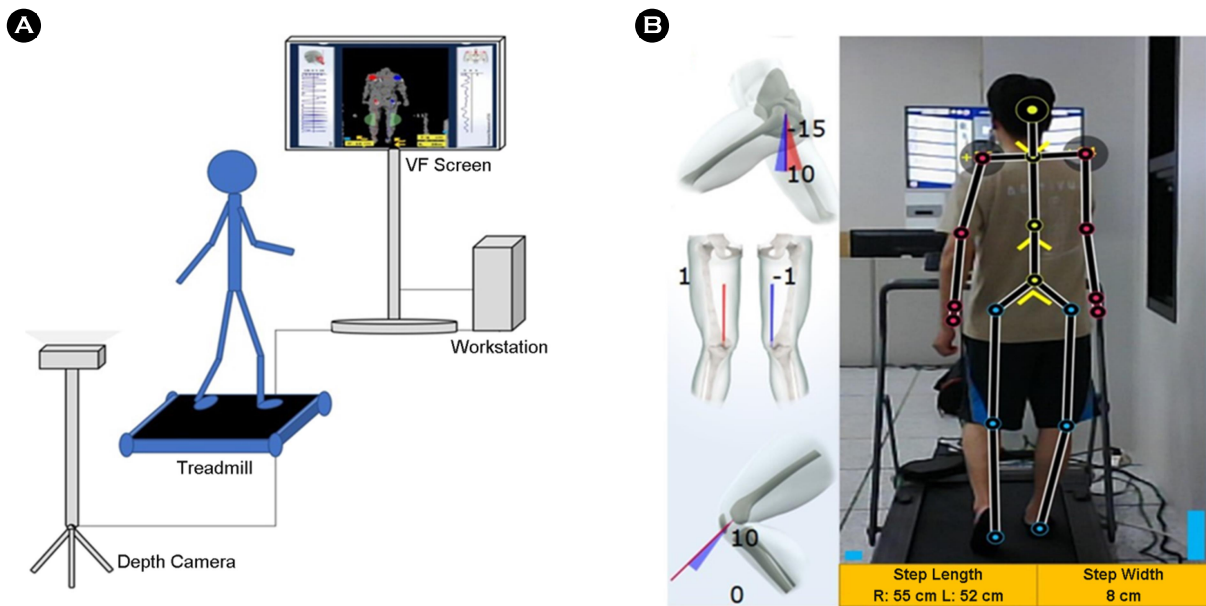 A
VF Screen
Workstation
Treadmill
Depth Camera
B
-15
10
1
-1
10
0
Step Length
R: 55 cm L: 52 cm
Step Width
8 cm